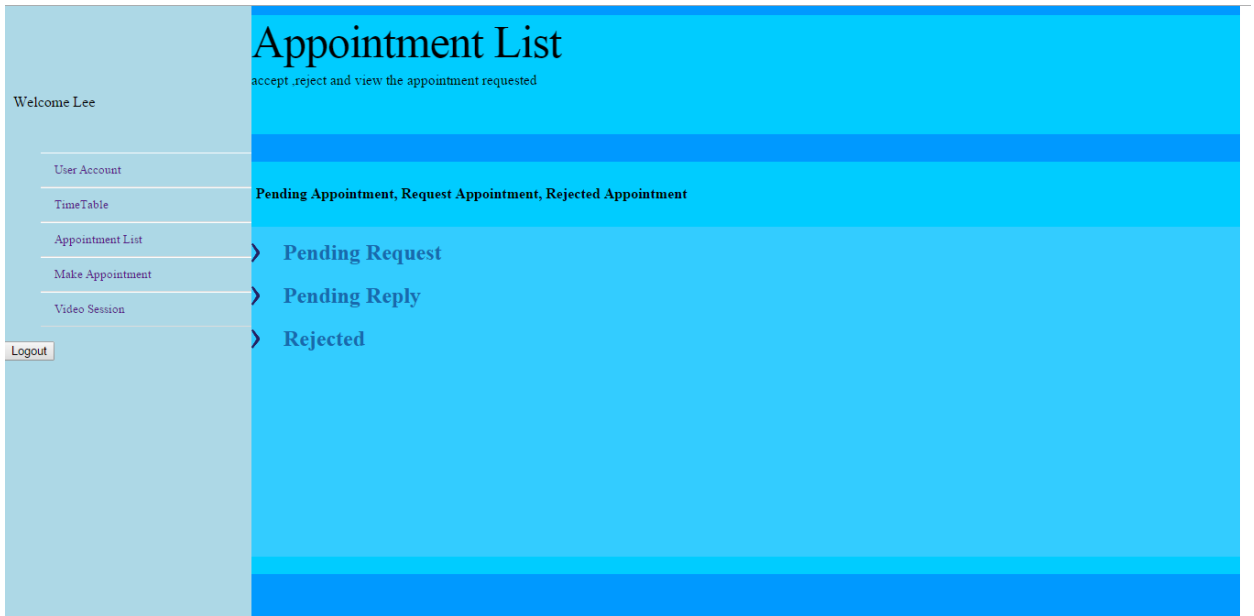 Welcome Lee
User Account
TimeTable
Appointment List
Make Appointment
Video Session
Logout
Appointment List
accept ,reject and view the appointment requested
Pending Appointment, Request Appointment, Rejected Appointment
Pending Request
Pending Reply
Rejected